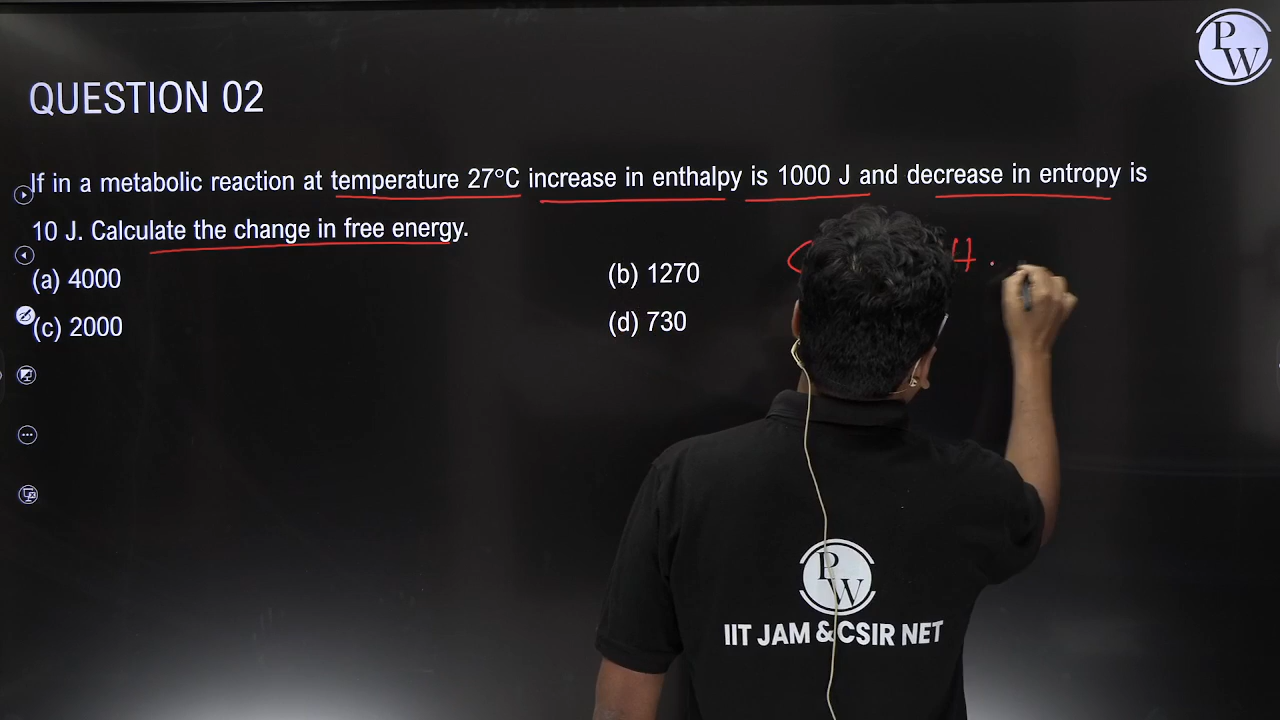 P
W
QUESTION 02
If in a metabolic reaction at temperature 27°C increase in enthalpy is 1000 J and decrease in entropy is
10 J. Calculate the change in free energy.
(a) 4000
(b) 1270
H
(c) 2000
(d) 730
P
W
IIT JAM & CSIR NET